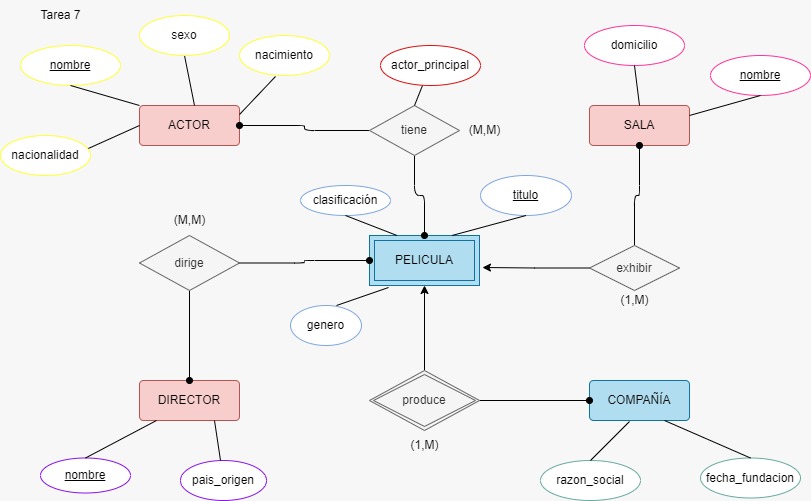 Tarea 7
sexo
nombre
nacimiento
nacionalidad
ACTOR
actor_principal
tiene
(M,M)
domicilio
nombre
SALA
clasificación
titulo
(M,M)
dirige
PELICULA
exhibir
(1,M)
genero
DIRECTOR
produce
COMPAÑÍA
(1,M)
nombre
pais_origen
razon_social
fecha_fundacion